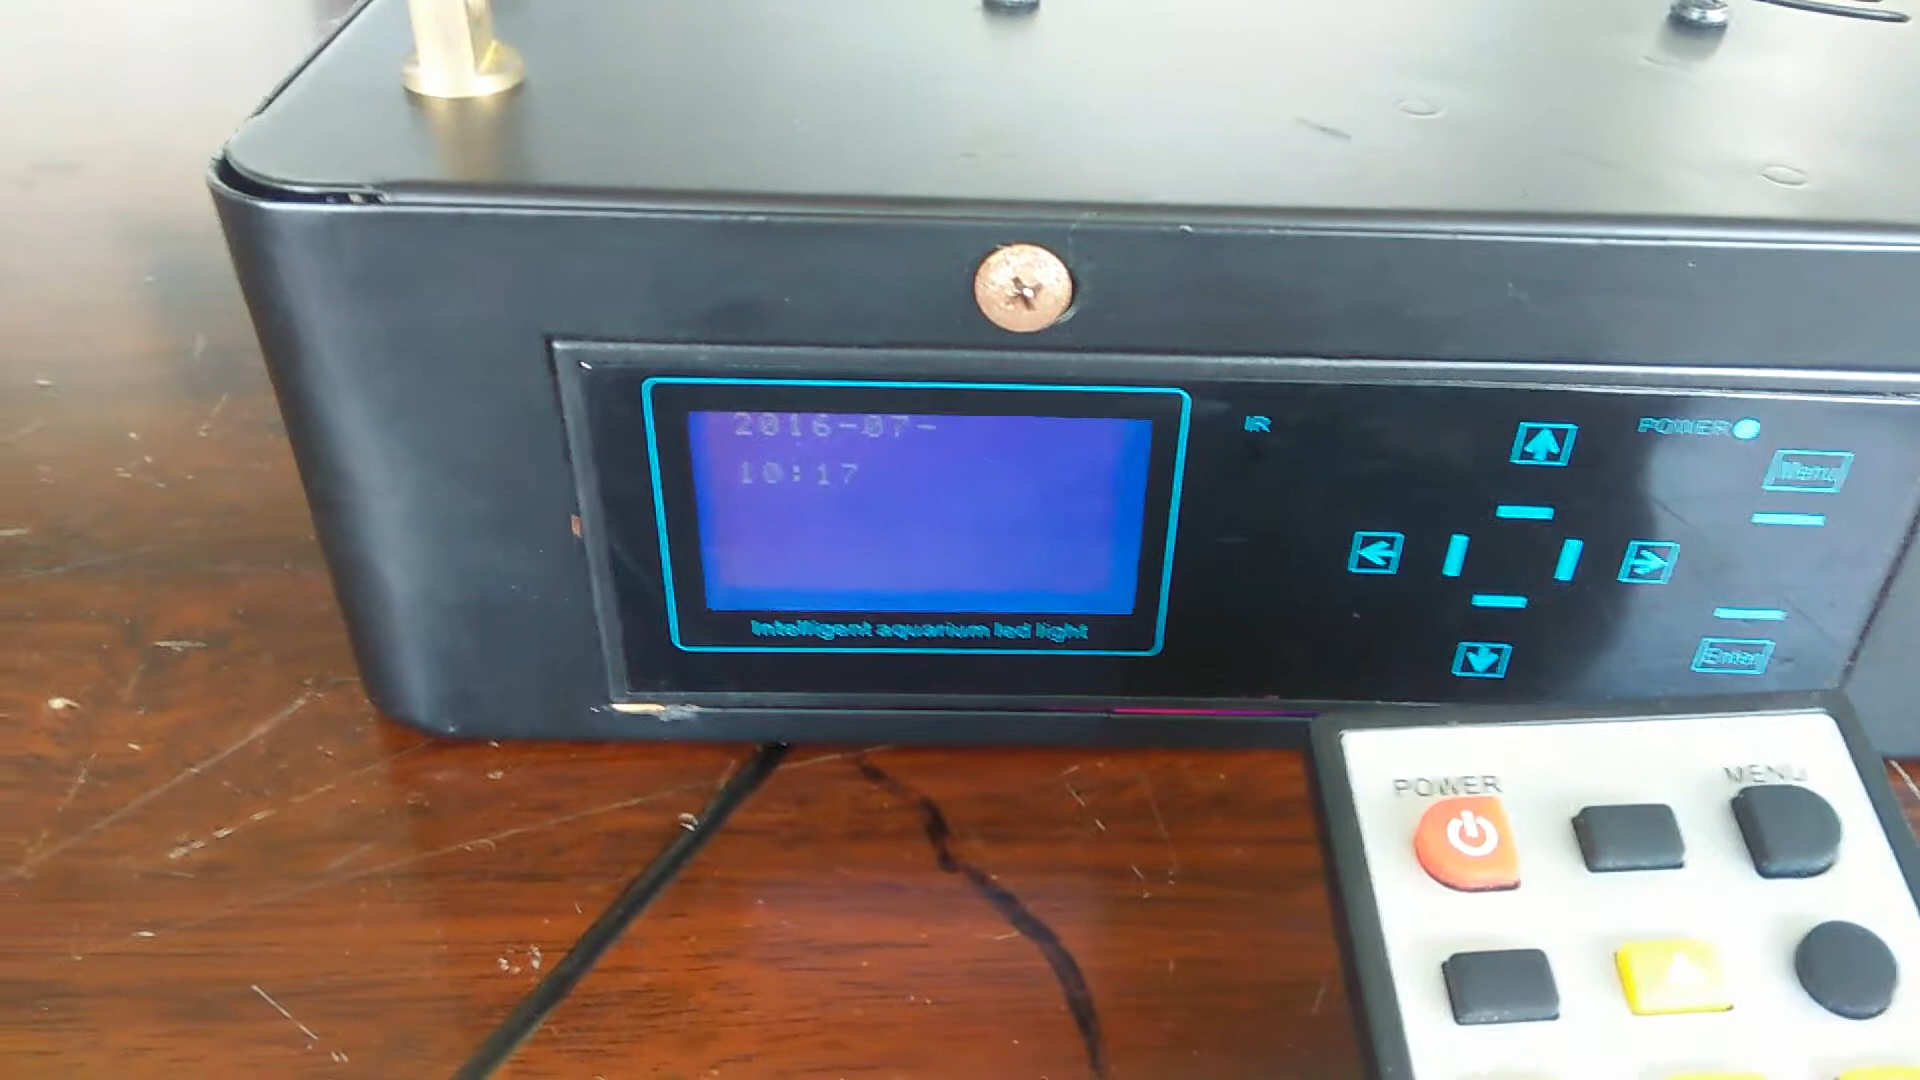 2016-07-
10:17
Intelligent aquarium led light
IR
POWER
Menu
Enter
POWER
MENU